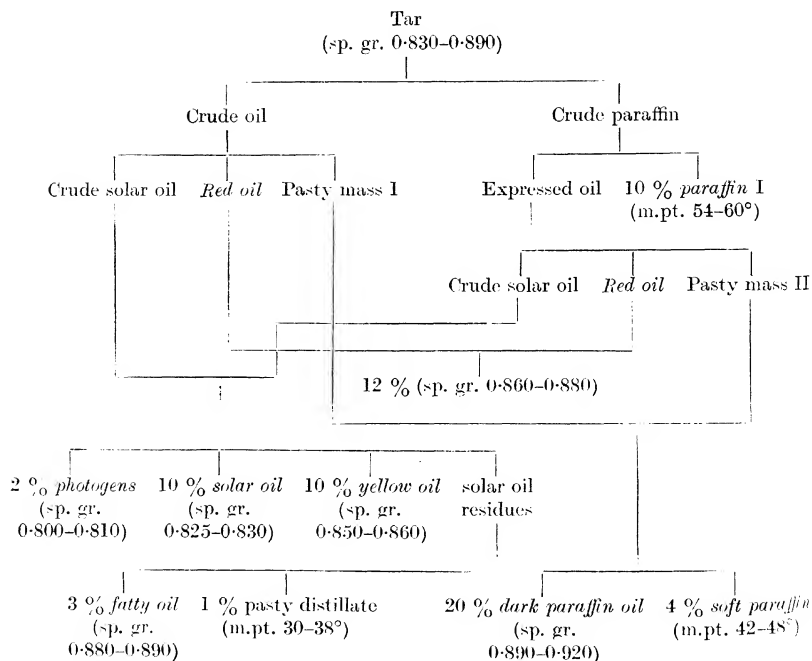 Tar
(sp. gr. 0·830–0·890)
Crude oil
Crude paraffin
Crude solar oil Red oil Pasty mass I
Expressed oil 10 % paraffin I
(m.pt. 54–60°)
Crude solar oil Red oil Pasty mass II
12 % (sp. gr. 0·860–0·880)
2 % photogens 10 % solar oil 10 % yellow oil solar oil
(sp. gr. (sp. gr. (sp. gr. residues
0·800–0·810) 0·825–0·830) 0·850–0·860)
3 % fatty oil 1 % pasty distillate 20 % dark paraffin oil 4 % soft paraffin
(sp. gr. (m.pt. 30–38°) (sp. gr. (m.pt. 42–48°)
0·880–0·890) 0·890–0·920)